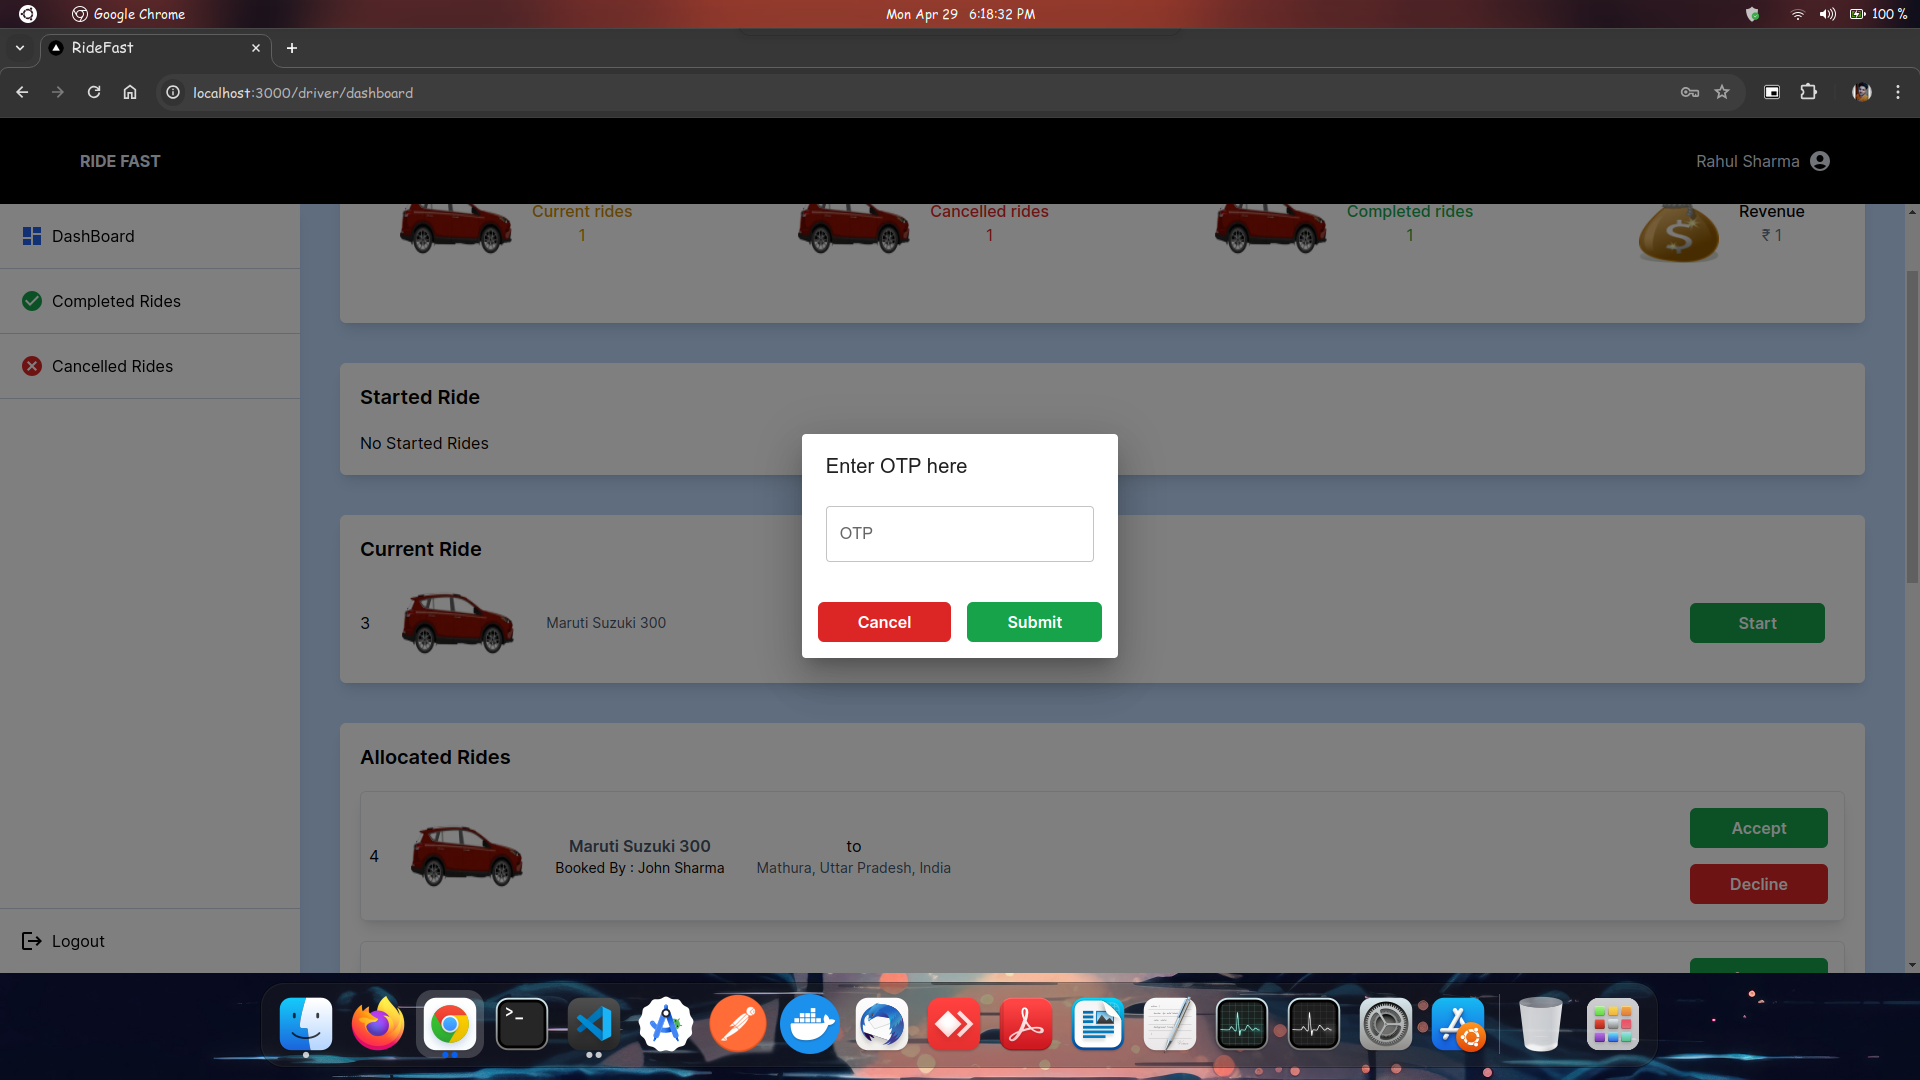 Google Chrome
Mon Apr 29 6:18:32 PM
100 %
RideFast
localhost:3000/driver/dashboard
RIDE FAST
Rahul Sharma
DashBoard
Completed Rides
Cancelled Rides
Logout
Current rides
1
Cancelled rides
1
Completed rides
1
Revenue
₹ 1
Started Ride
No Started Rides
Current Ride
3
Maruti Suzuki 300
Start
Enter OTP here
OTP
Cancel
Submit
Allocated Rides
4
Maruti Suzuki 300
Booked By : John Sharma
to
Mathura, Uttar Pradesh, India
Accept
Decline